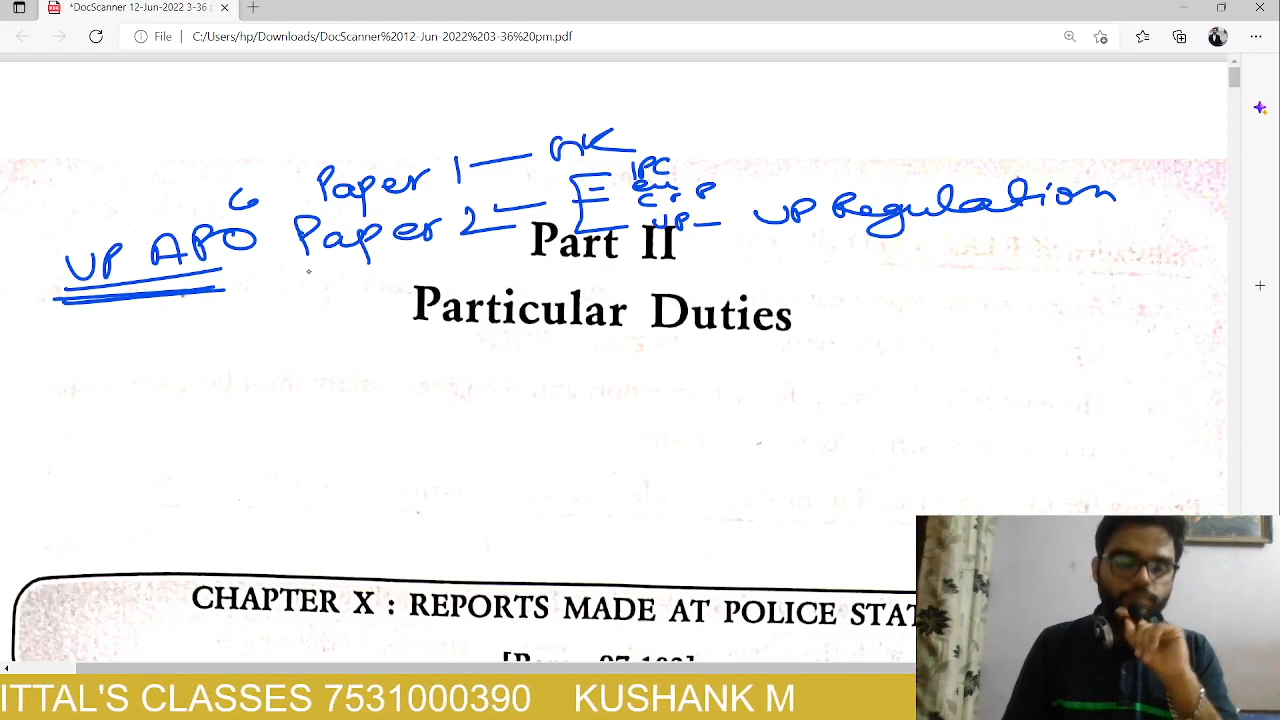 *DocScanner 12-Jun-2022 3-36 p
File | C:/Users/hp/Downloads/DocScanner%2012-Jun-2022%203-36%20pm.pdf
Paper 1 — GK
Paper 2 — IPC
UP APO
UP — UP Regulation
Part II
Particular Duties
CHAPTER X : REPORTS MADE AT POLICE STAT
ITTAL'S CLASSES 7531000390 KUSHANK M